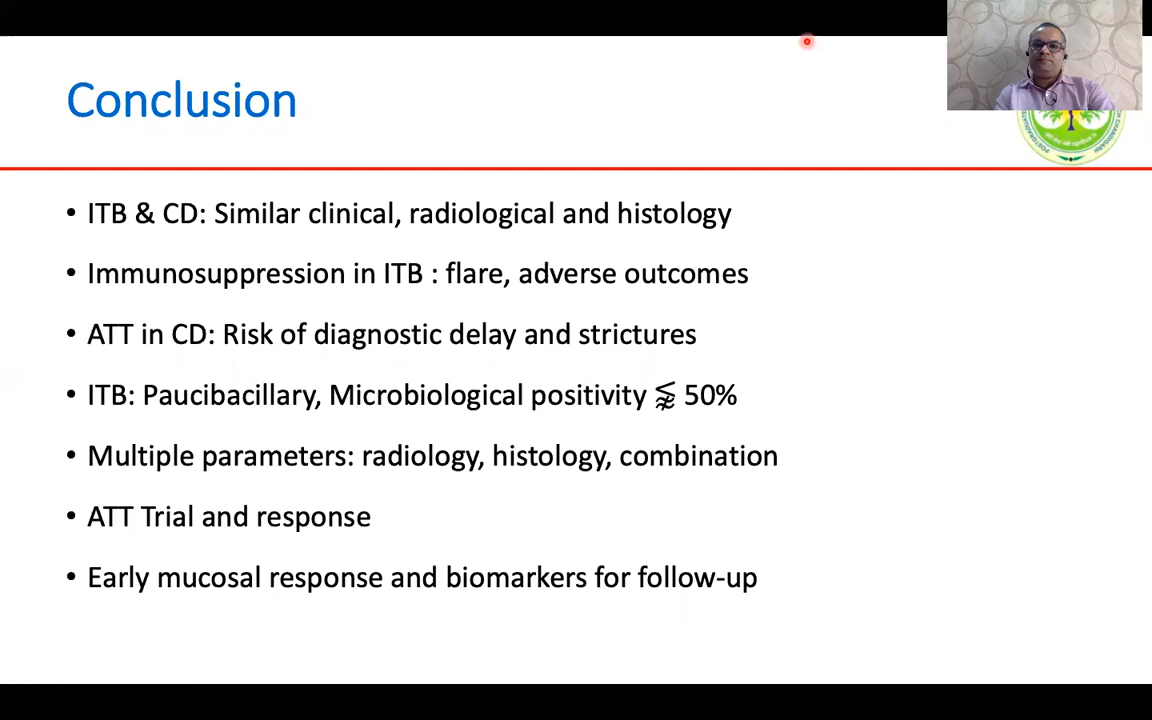 Conclusion
• ITB & CD: Similar clinical, radiological and histology
• Immunosuppression in ITB : flare, adverse outcomes
• ATT in CD: Risk of diagnostic delay and strictures
• ITB: Paucibacillary, Microbiological positivity ⪅ 50%
• Multiple parameters: radiology, histology, combination
• ATT Trial and response
• Early mucosal response and biomarkers for follow-up